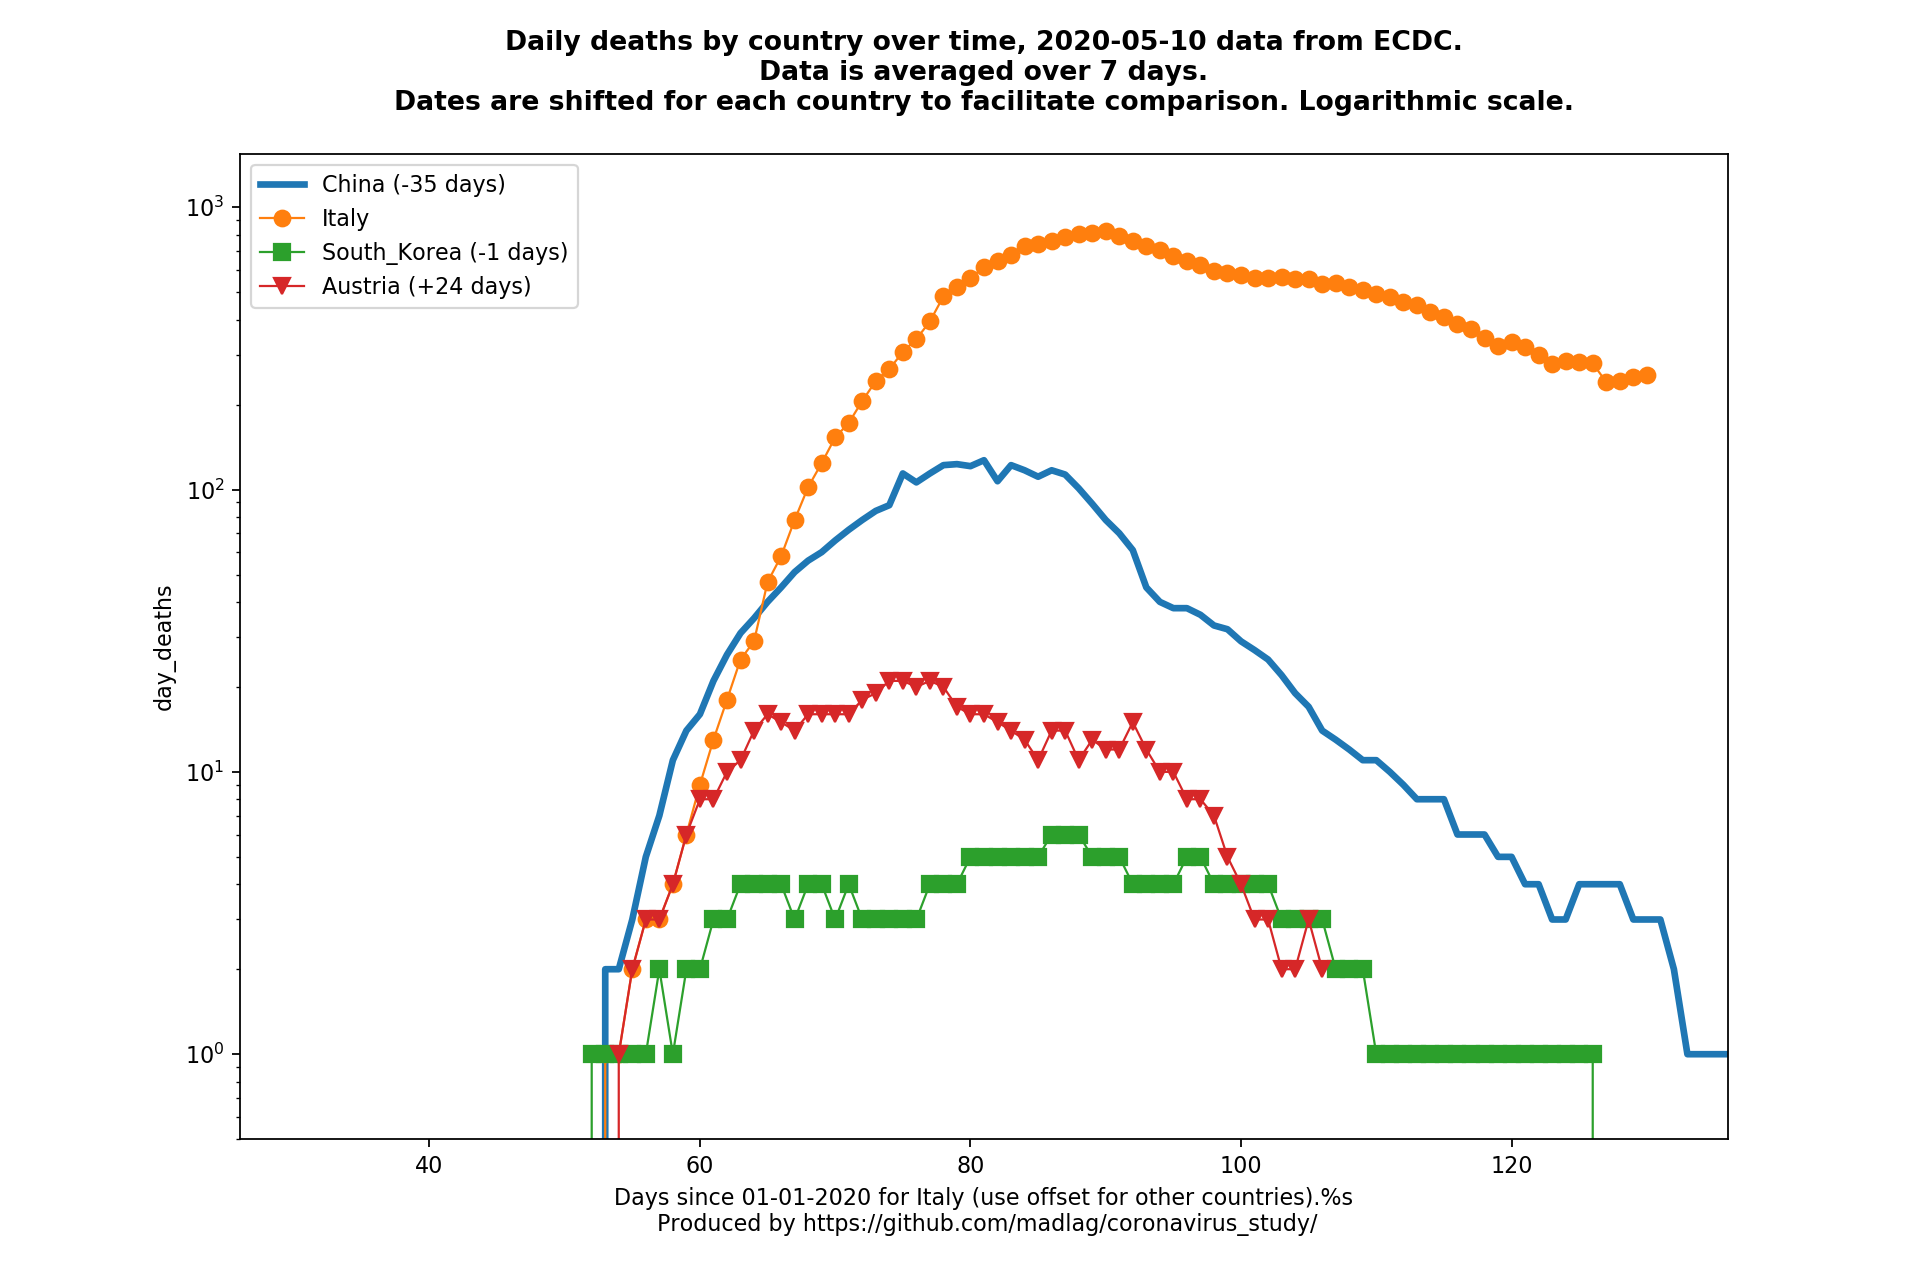 Daily deaths by country over time, 2020-05-10 data from ECDC.
Data is averaged over 7 days.
Dates are shifted for each country to facilitate comparison. Logarithmic scale.
China (-35 days)
Italy
South_Korea (-1 days)
Austria (+24 days)
10³
10²
10¹
10⁰
day_deaths
40 60 80 100 120
Days since 01-01-2020 for Italy (use offset for other countries).%s
Produced by https://github.com/madlag/coronavirus_study/